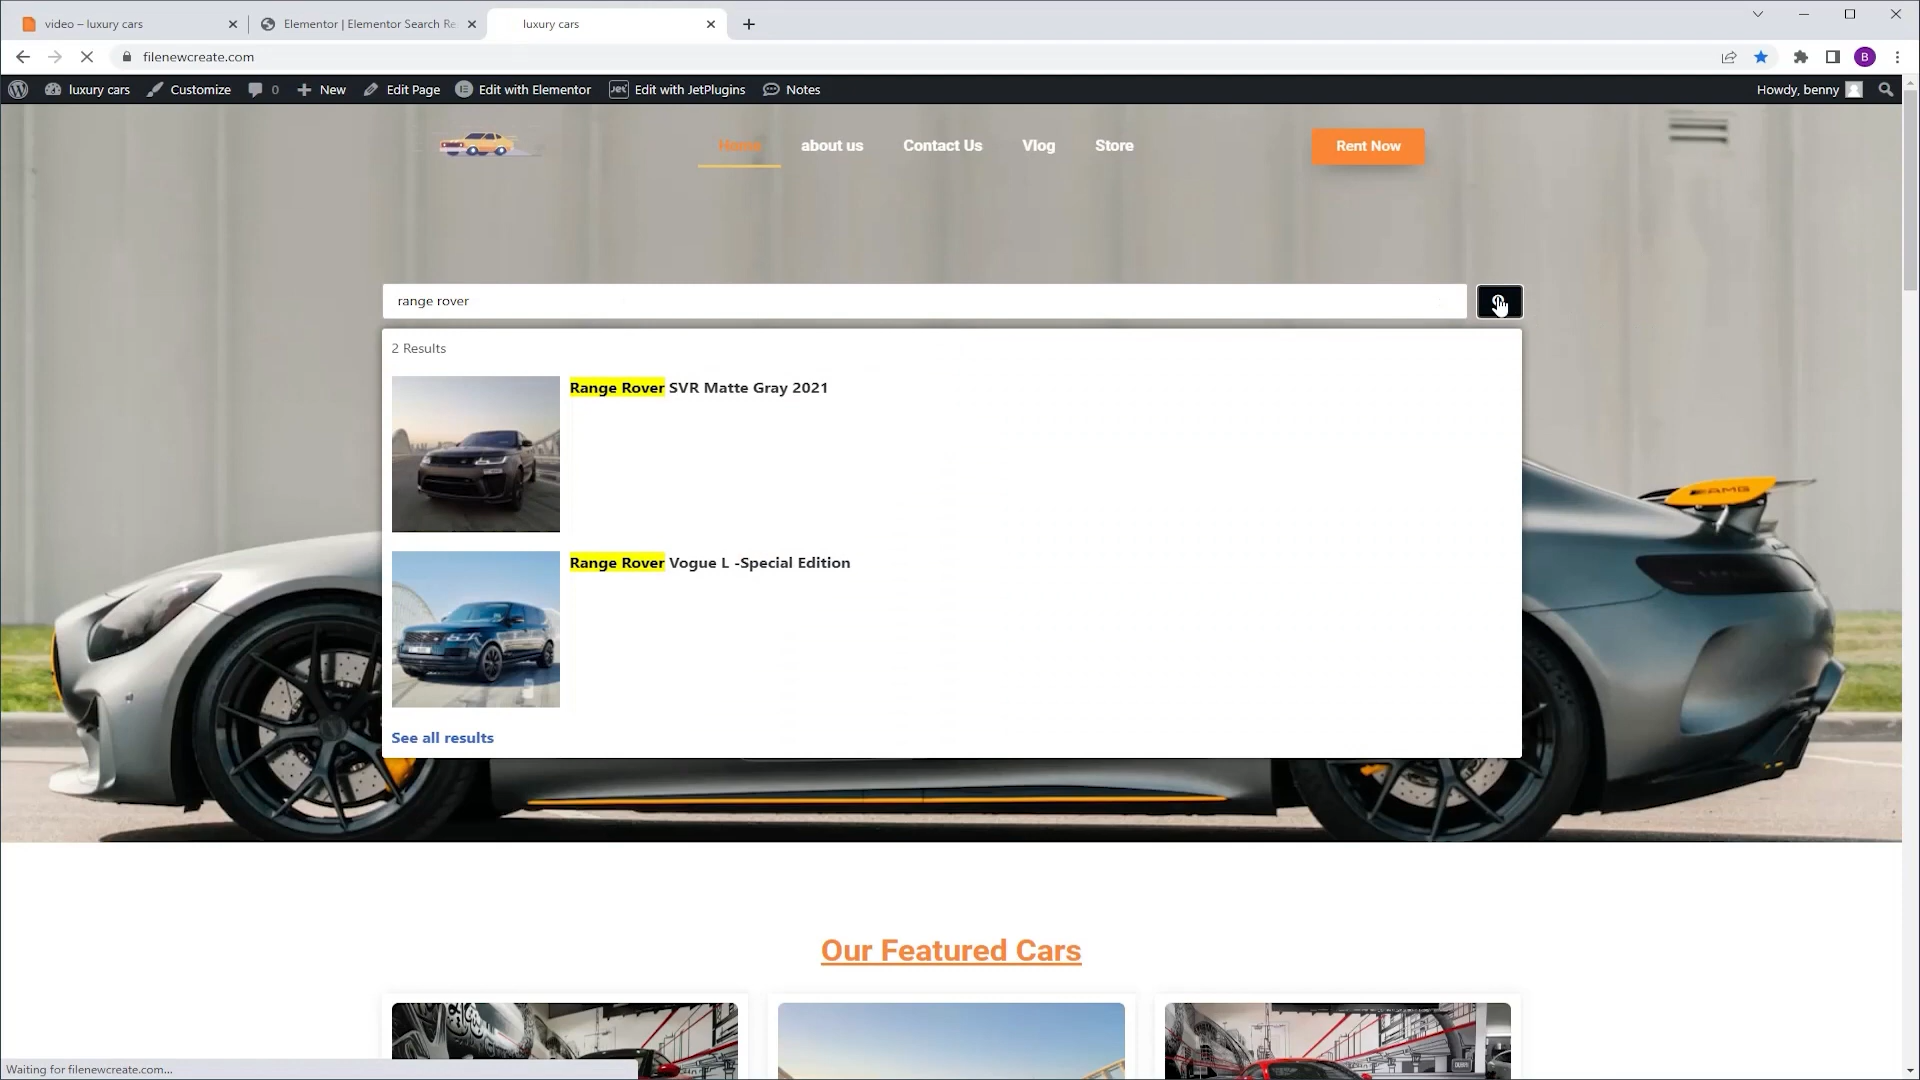 video – luxury cars
Elementor | Elementor Search Re
luxury cars
filenewcreate.com
B
luxury cars
Customize
0
New
Edit Page
Edit with Elementor
Jet
Edit with JetPlugins
Notes
Howdy, benny
Home
about us
Contact Us
Vlog
Store
Rent Now
range rover
2 Results
Range Rover SVR Matte Gray 2021
Range Rover Vogue L -Special Edition
See all results
AMG
Our Featured Cars
Waiting for filenewcreate.com...